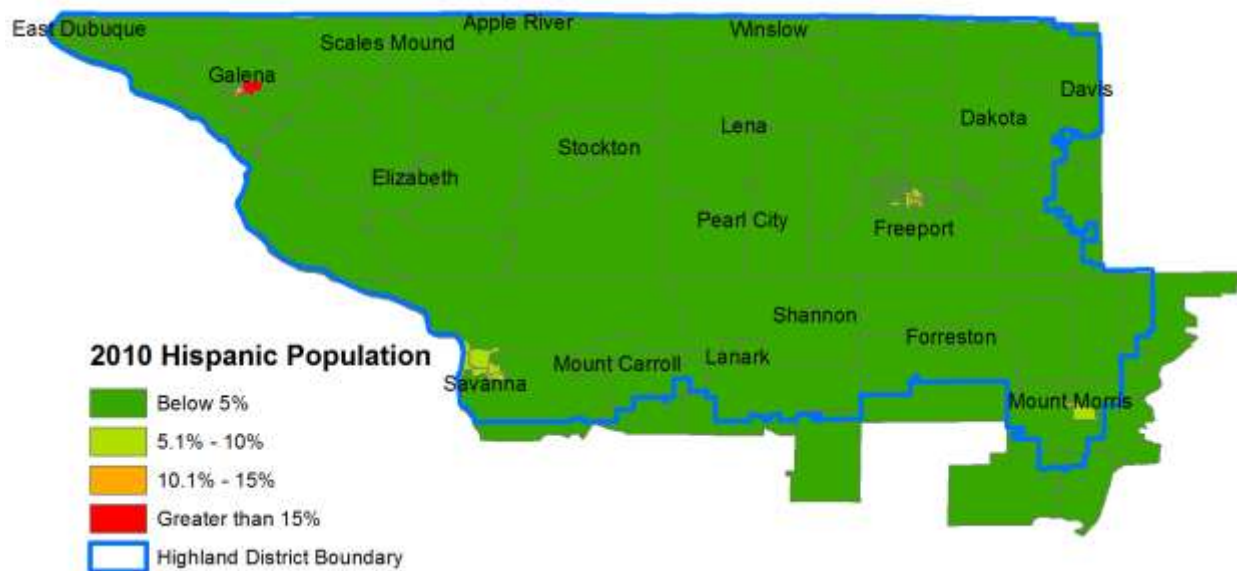 East Dubuque
Apple River
Winslow
Scales Mound
Galena
Davis
Dakota
Lena
Stockton
Elizabeth
Pearl City
Freeport
Shannon
Forreston
Mount Carroll
Lanark
Savanna
Mount Morris
2010 Hispanic Population
Below 5%
5.1% - 10%
10.1% - 15%
Greater than 15%
Highland District Boundary